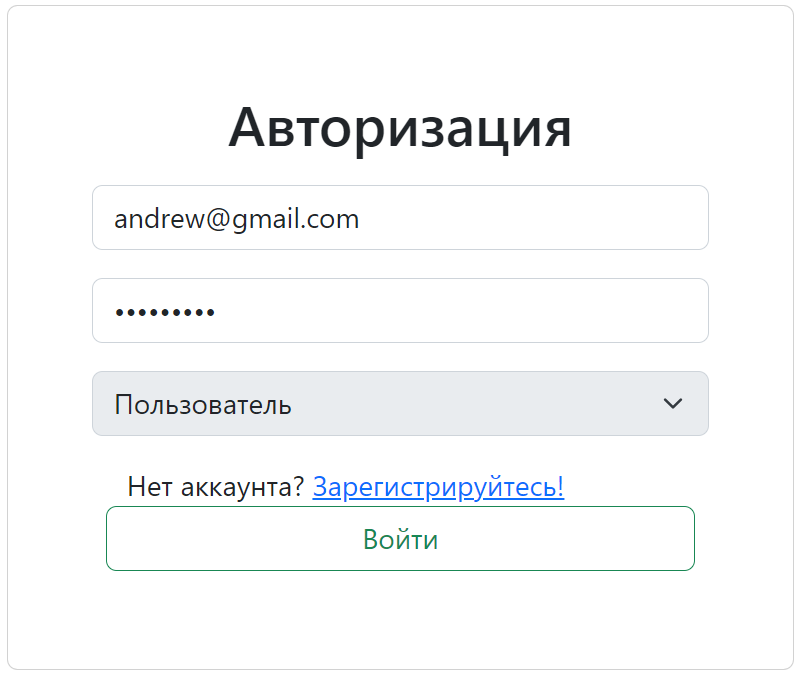 Авторизация
andrew@gmail.com
•••••••••
Пользователь
Нет аккаунта? Зарегистрируйтесь!
Войти